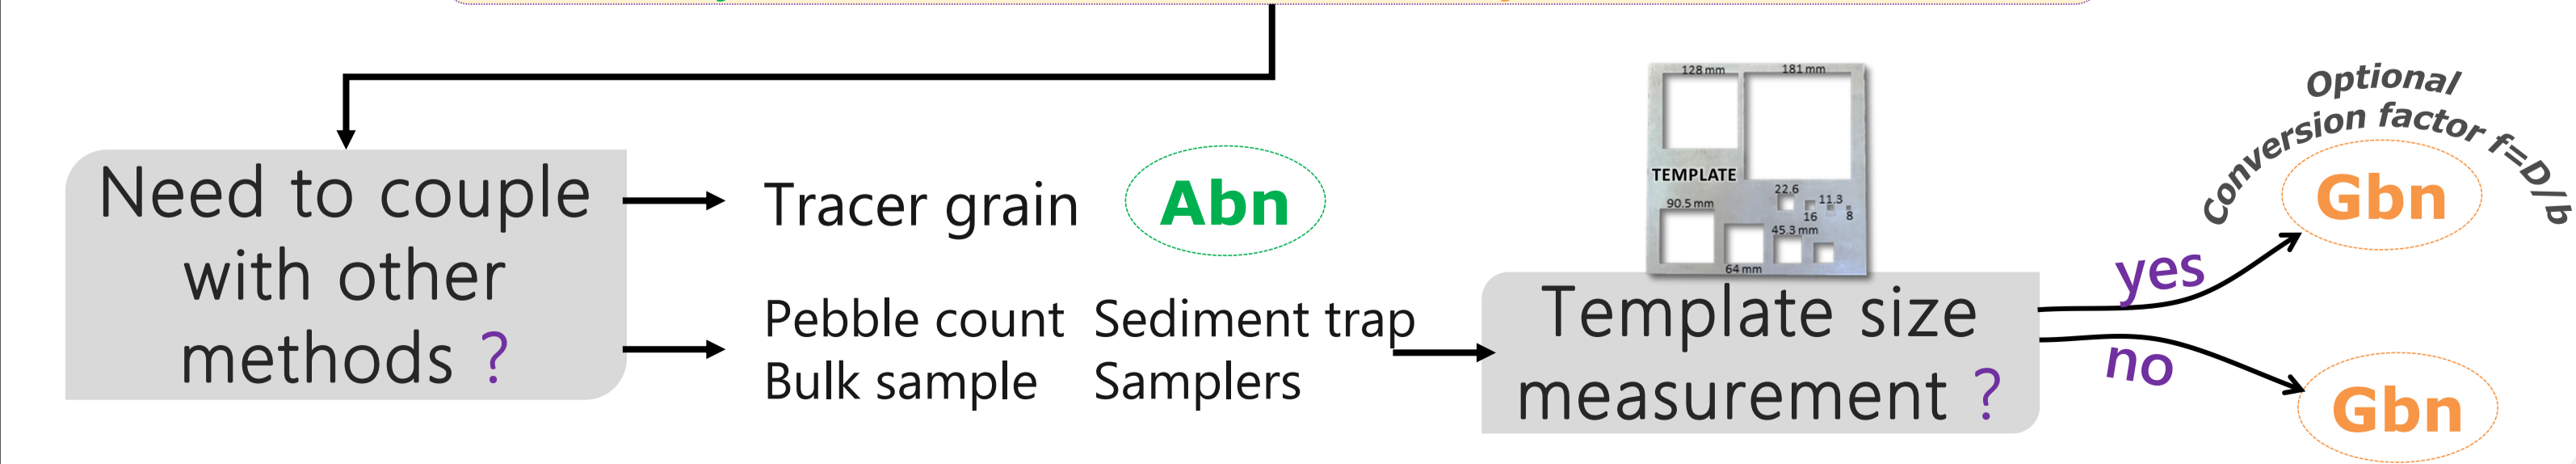 Need to couple
with other
methods ?
Tracer grain
Abn
Pebble count
Sediment trap
Bulk sample
Samplers
128 mm
181 mm
TEMPLATE
22.6
90.5 mm
11.3
16
8
45.3 mm
64 mm
Template size
measurement ?
yes
no
Optional
Conversion factor f=D/b
Gbn
Gbn